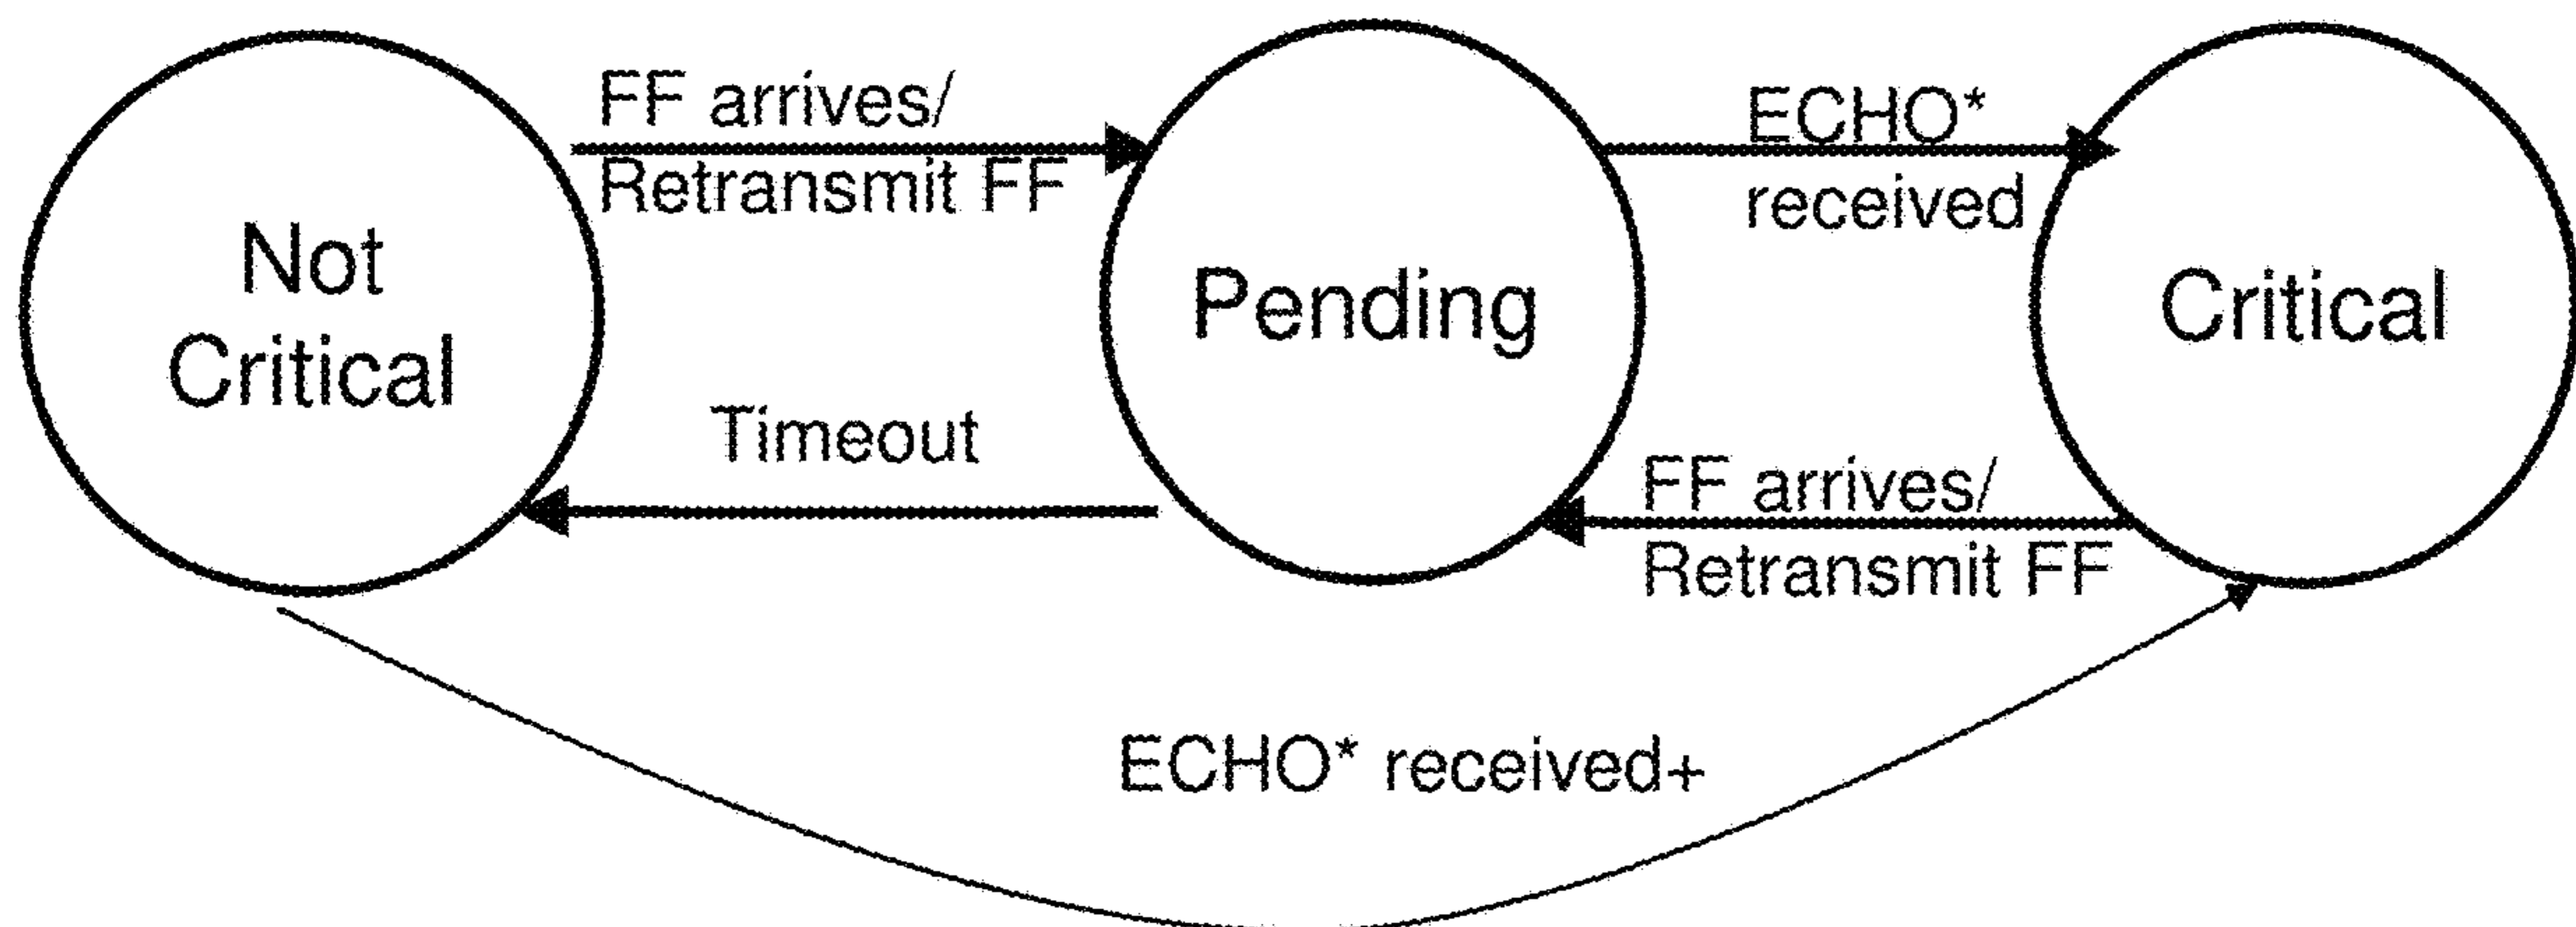 FF arrives/
Retransmit FF
ECHO*
received
Not
Critical
Pending
Critical
Timeout
FF arrives/
Retransmit FF
ECHO* received+